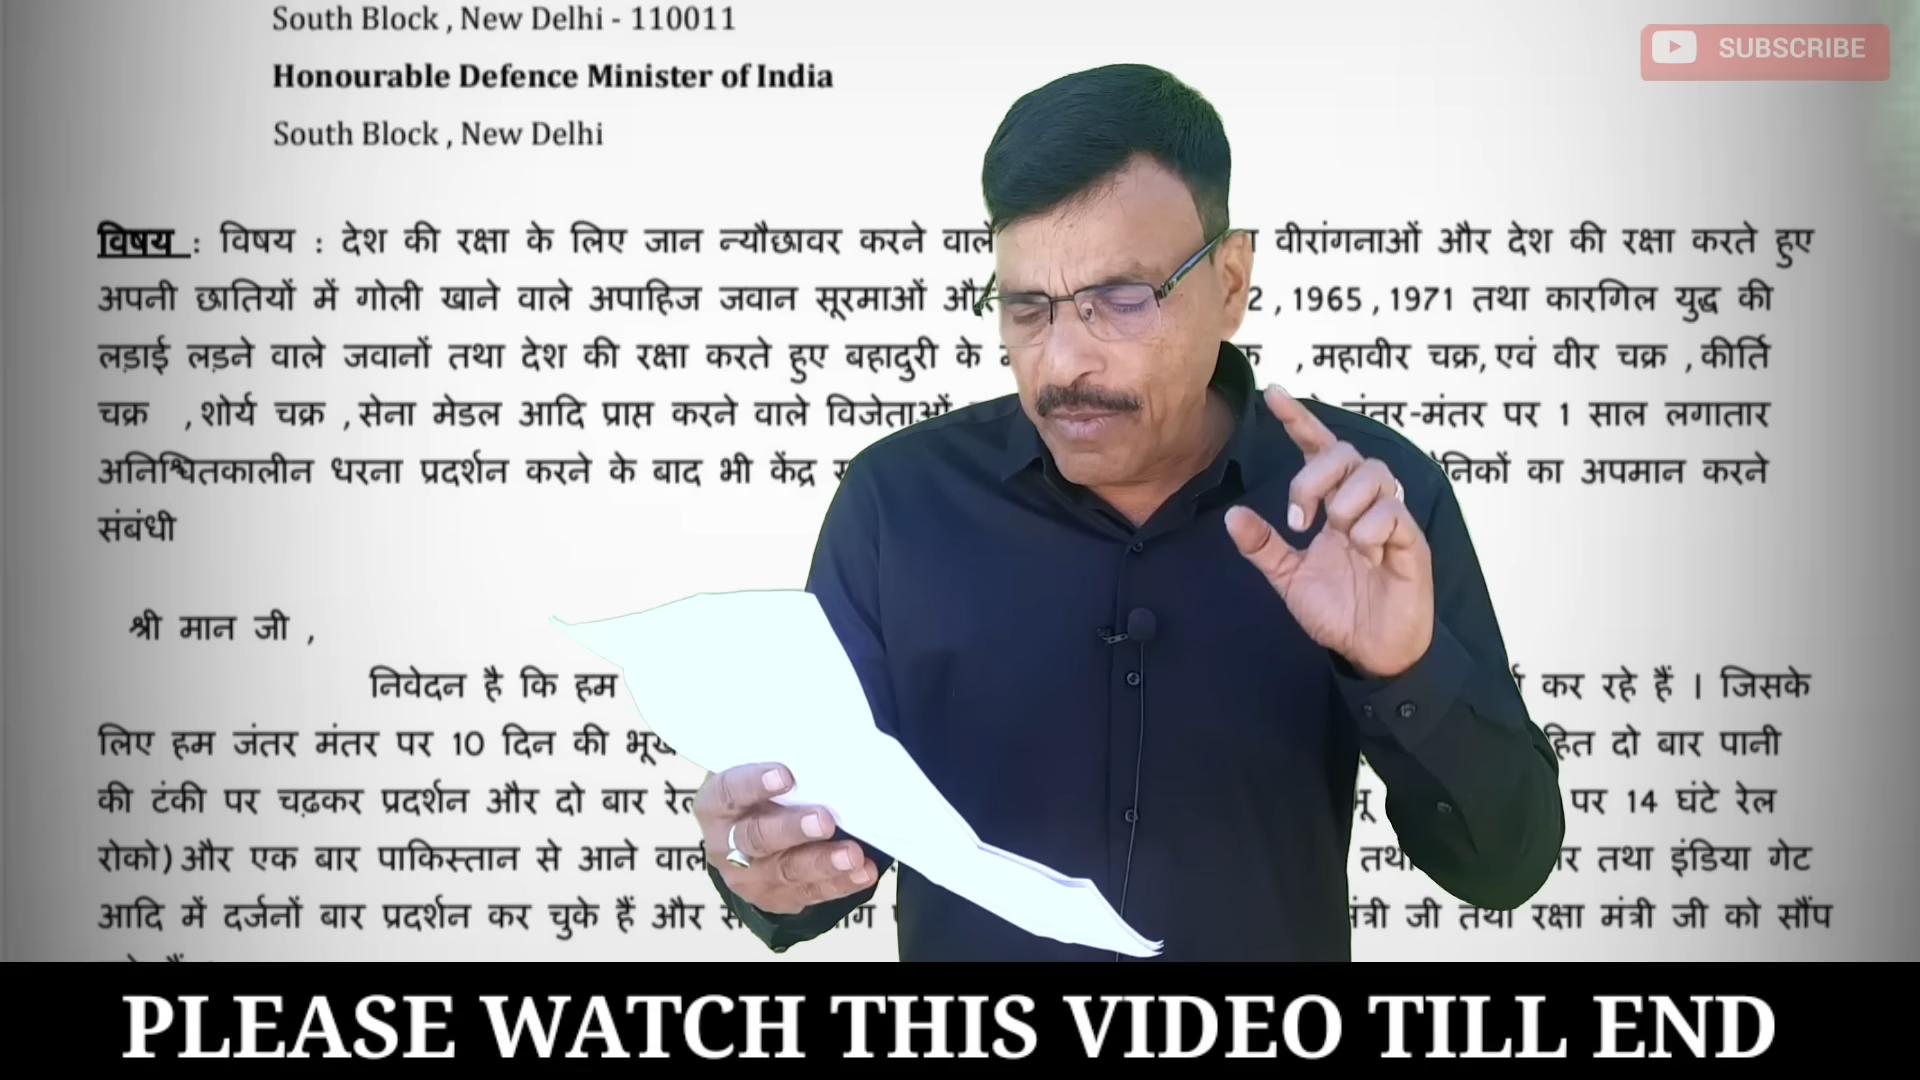 South Block , New Delhi - 110011
SUBSCRIBE
Honourable Defence Minister of India
South Block , New Delhi
विषय : विषय : देश की रक्षा के लिए जान न्यौछावर करने वाले वीरांगनाओं और देश की रक्षा करते हुए
अपनी छातियों में गोली खाने वाले अपाहिज जवान सूरमाओं , 1965 , 1971 तथा कारगिल युद्ध की
लड़ाई लड़ने वाले जवानों तथा देश की रक्षा करते हुए बहादुरी के , महावीर चक्र, एवं वीर चक्र , कीर्ति
चक्र , शोर्य चक्र , सेना मेडल आदि प्राप्त करने वाले विजेताओं जंतर-मंतर पर 1 साल लगातार
अनिश्चितकालीन धरना प्रदर्शन करने के बाद भी केंद्र का अपमान करने
संबंधी
श्री मान जी ,
निवेदन है कि हम कर रहे हैं । जिसके
लिए हम जंतर मंतर पर 10 दिन की दो बार पानी
की टंकी पर चढ़कर प्रदर्शन और दो बार पर 14 घंटे रेल
रोको) और एक बार पाकिस्तान से आने तथा इंडिया गेट
आदि में दर्जनों बार प्रदर्शन कर चुके हैं और जी तथा रक्षा मंत्री जी को सौंप
PLEASE WATCH THIS VIDEO TILL END